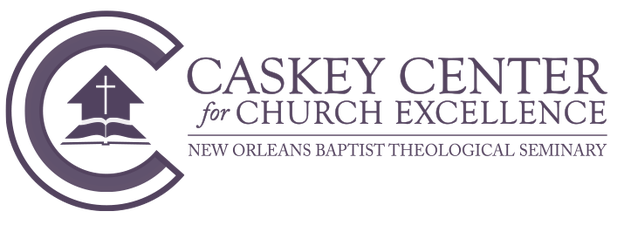 CASKEY CENTER
for CHURCH EXCELLENCE
NEW ORLEANS BAPTIST THEOLOGICAL SEMINARY